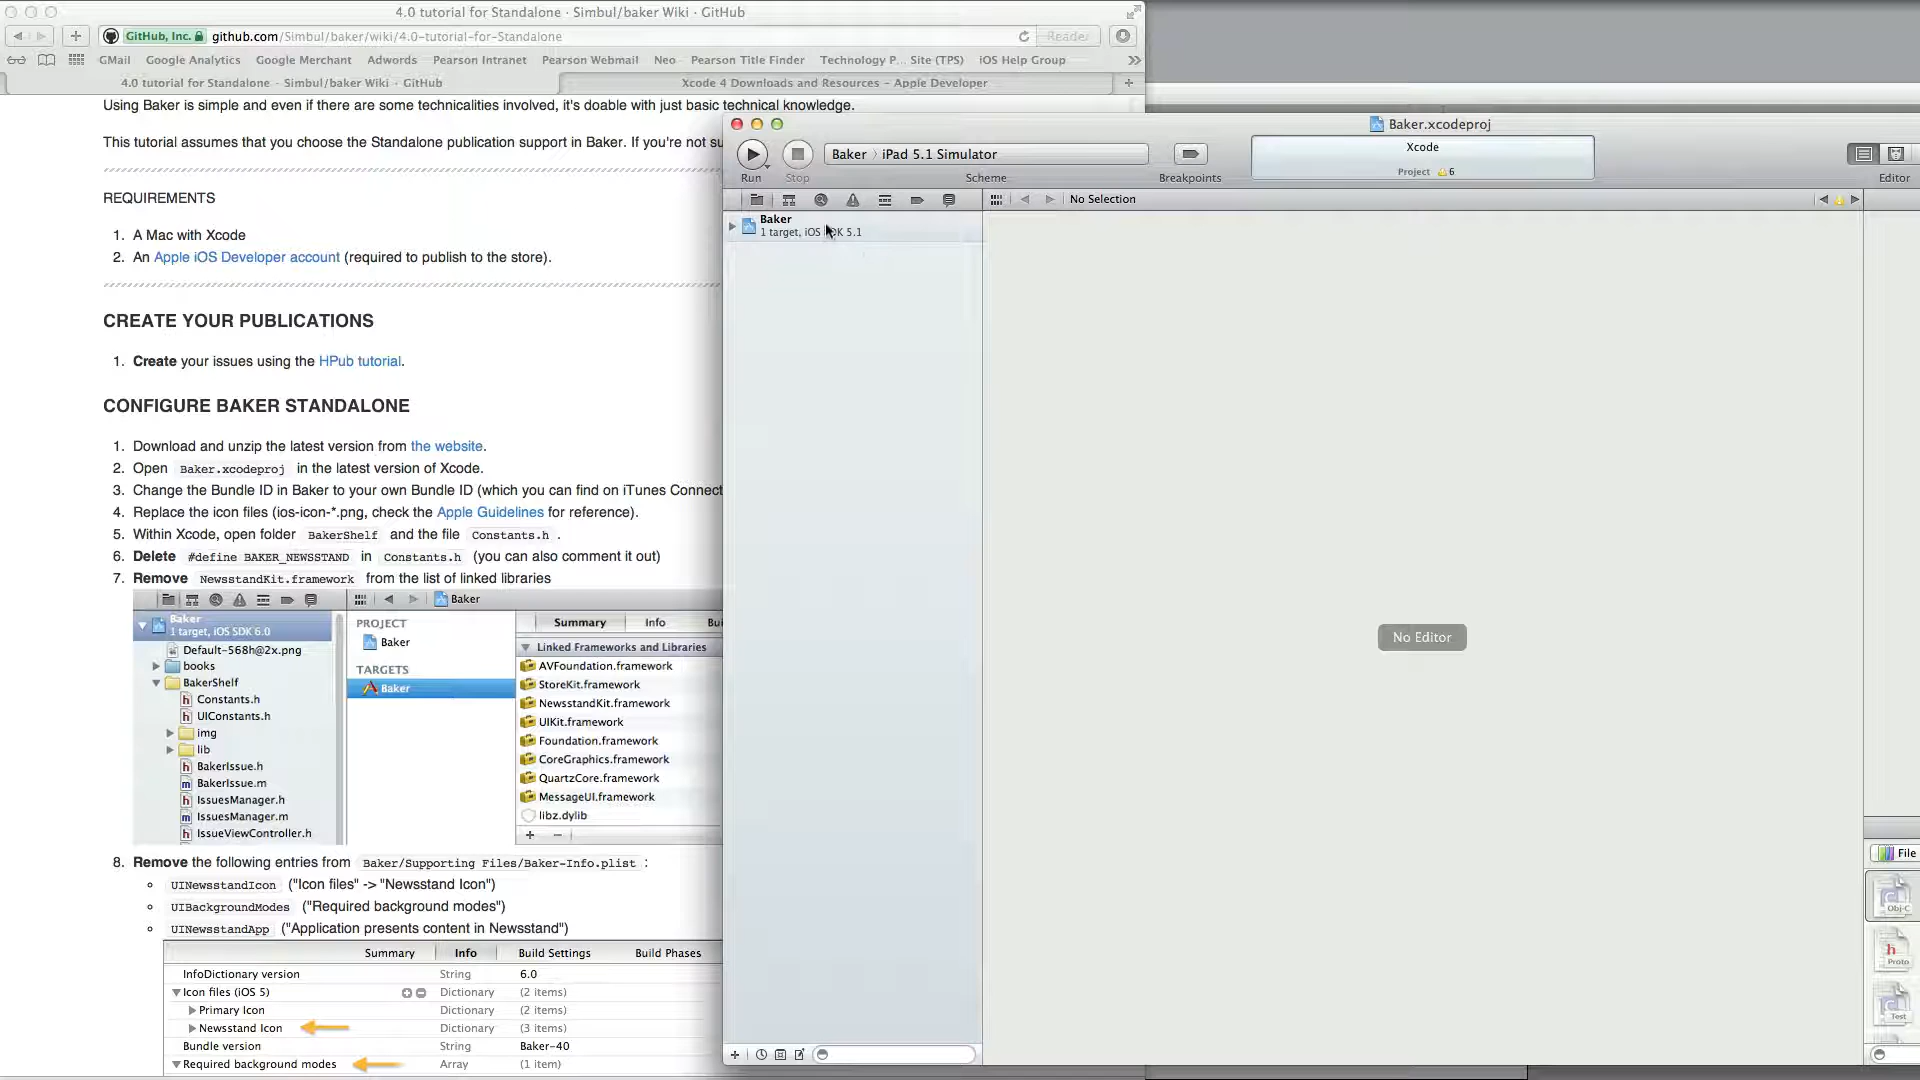 4.0 tutorial for Standalone · Simbul/baker Wiki · GitHub
GitHub, Inc. github.com/Simbul/baker/wiki/4.0-tutorial-for-Standalone
Reader
GMail Google Analytics Google Merchant Adwords Pearson Intranet Pearson Webmail Neo Pearson Title Finder Technology P... Site (TPS) iOS Help Group
4.0 tutorial for Standalone · Simbul/baker Wiki · GitHub
Xcode 4 Downloads and Resources – Apple Developer
Using Baker is simple and even if there are some technicalities involved, it's doable with just basic technical knowledge.
This tutorial assumes that you choose the Standalone publication support in Baker. If you're not su
REQUIREMENTS
1. A Mac with Xcode
2. An Apple iOS Developer account (required to publish to the store).
CREATE YOUR PUBLICATIONS
1. Create your issues using the HPub tutorial.
CONFIGURE BAKER STANDALONE
1. Download and unzip the latest version from the website.
2. Open Baker.xcodeproj in the latest version of Xcode.
3. Change the Bundle ID in Baker to your own Bundle ID (which you can find on iTunes Connect
4. Replace the icon files (ios-icon-*.png, check the Apple Guidelines for reference).
5. Within Xcode, open folder BakerShelf and the file Constants.h .
6. Delete #define BAKER_NEWSSTAND in Constants.h (you can also comment it out)
7. Remove NewsstandKit.framework from the list of linked libraries
Baker
Baker
1 target, iOS SDK 6.0
Default-568h@2x.png
books
BakerShelf
Constants.h
UIConstants.h
img
lib
BakerIssue.h
BakerIssue.m
IssuesManager.h
IssuesManager.m
IssueViewController.h
PROJECT
Baker
TARGETS
Baker
Summary Info Bu
Linked Frameworks and Libraries
AVFoundation.framework
StoreKit.framework
NewsstandKit.framework
UIKit.framework
Foundation.framework
CoreGraphics.framework
QuartzCore.framework
MessageUI.framework
libz.dylib
8. Remove the following entries from Baker/Supporting Files/Baker-Info.plist :
UINewsstandIcon ("Icon files" -> "Newsstand Icon")
UIBackgroundModes ("Required background modes")
UINewsstandApp ("Application presents content in Newsstand")
Summary Info Build Settings Build Phases
InfoDictionary version String 6.0
Icon files (iOS 5) Dictionary (2 items)
Primary Icon Dictionary (2 items)
Newsstand Icon Dictionary (3 items)
Bundle version String Baker-40
Required background modes Array (1 item)
Baker.xcodeproj
Baker iPad 5.1 Simulator
Xcode
Project 6
Run Stop Scheme Breakpoints Editor
No Selection
Baker
1 target, iOS SDK 5.1
No Editor
File
Obj-C
h
Proto
Test